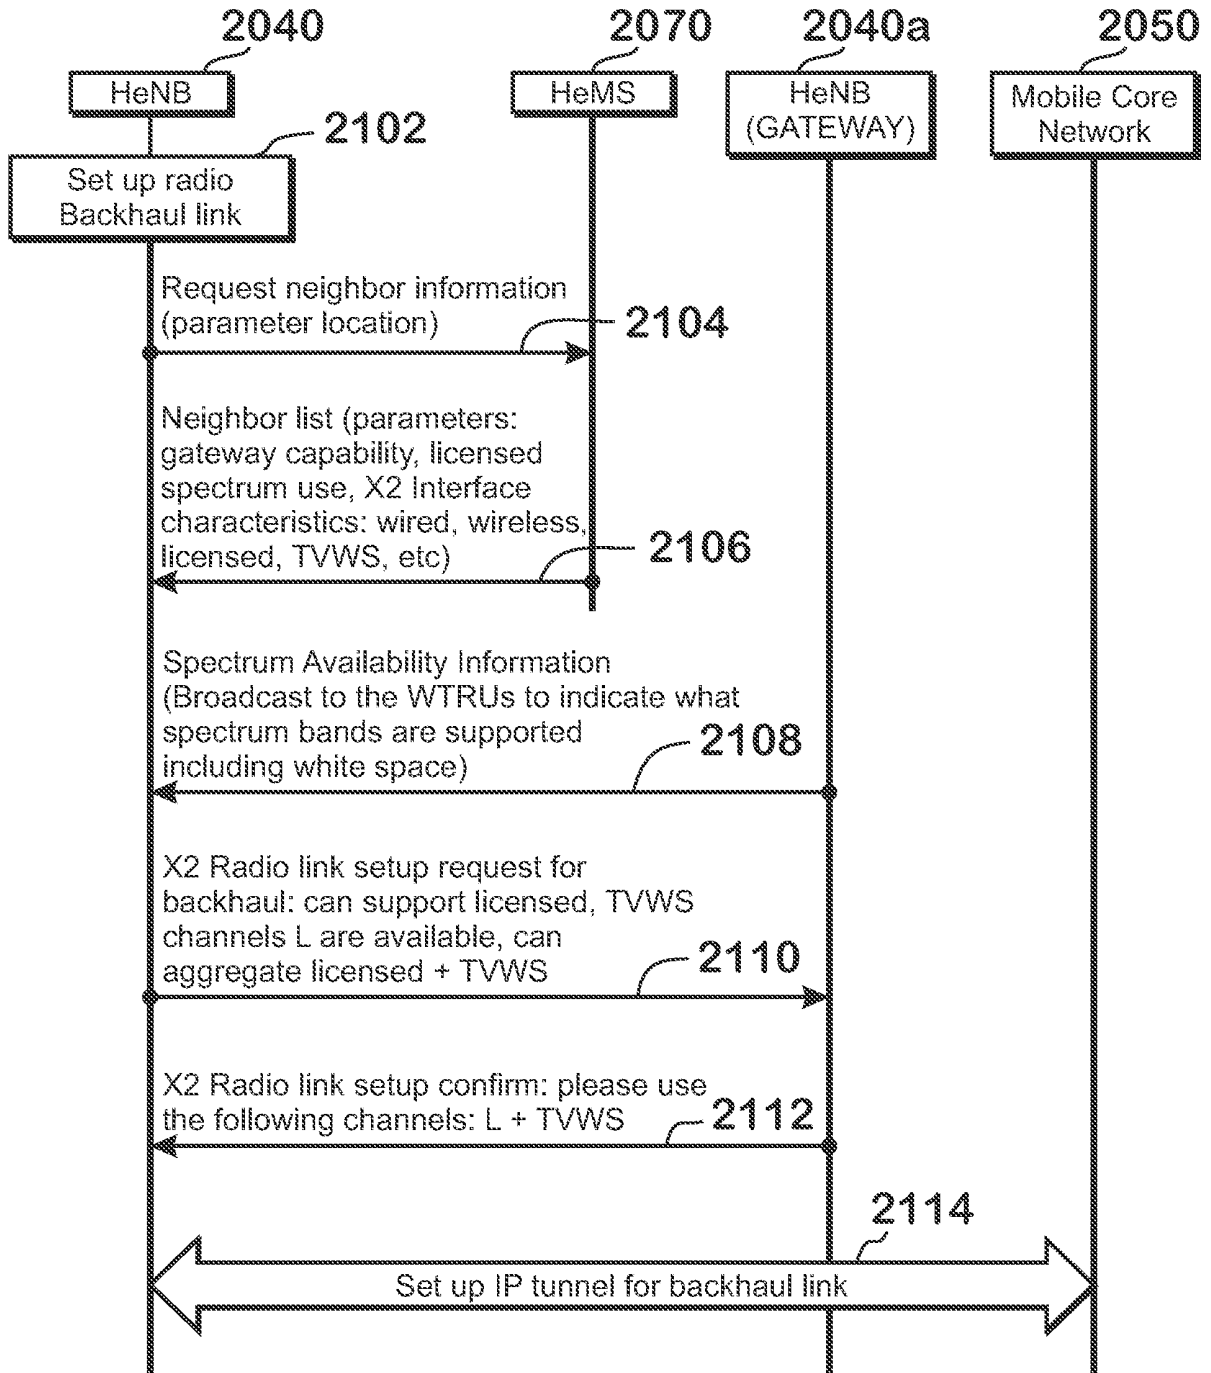 2040
2070
2040a
2050
HeNB
HeMS
HeNB
(GATEWAY)
Mobile Core
Network
2102
Set up radio
Backhaul link
Request neighbor information
(parameter location)
2104
Neighbor list (parameters:
gateway capability, licensed
spectrum use, X2 Interface
characteristics: wired, wireless,
licensed, TVWS, etc)
2106
Spectrum Availability Information
(Broadcast to the WTRUs to indicate what
spectrum bands are supported
including white space)
2108
X2 Radio link setup request for
backhaul: can support licensed, TVWS
channels L are available, can
aggregate licensed + TVWS
2110
X2 Radio link setup confirm: please use
the following channels: L + TVWS
2112
2114
Set up IP tunnel for backhaul link